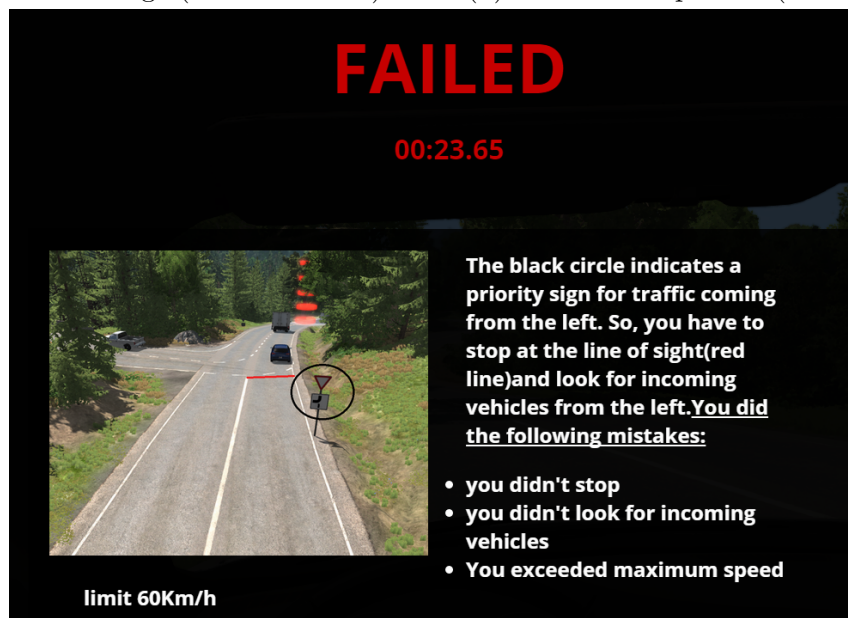 FAILED
00:23.65
The black circle indicates a
priority sign for traffic coming
from the left. So, you have to
stop at the line of sight(red
line)and look for incoming
vehicles from the left.You did
the following mistakes:
• you didn't stop
• you didn't look for incoming
vehicles
• You exceeded maximum speed
limit 60Km/h